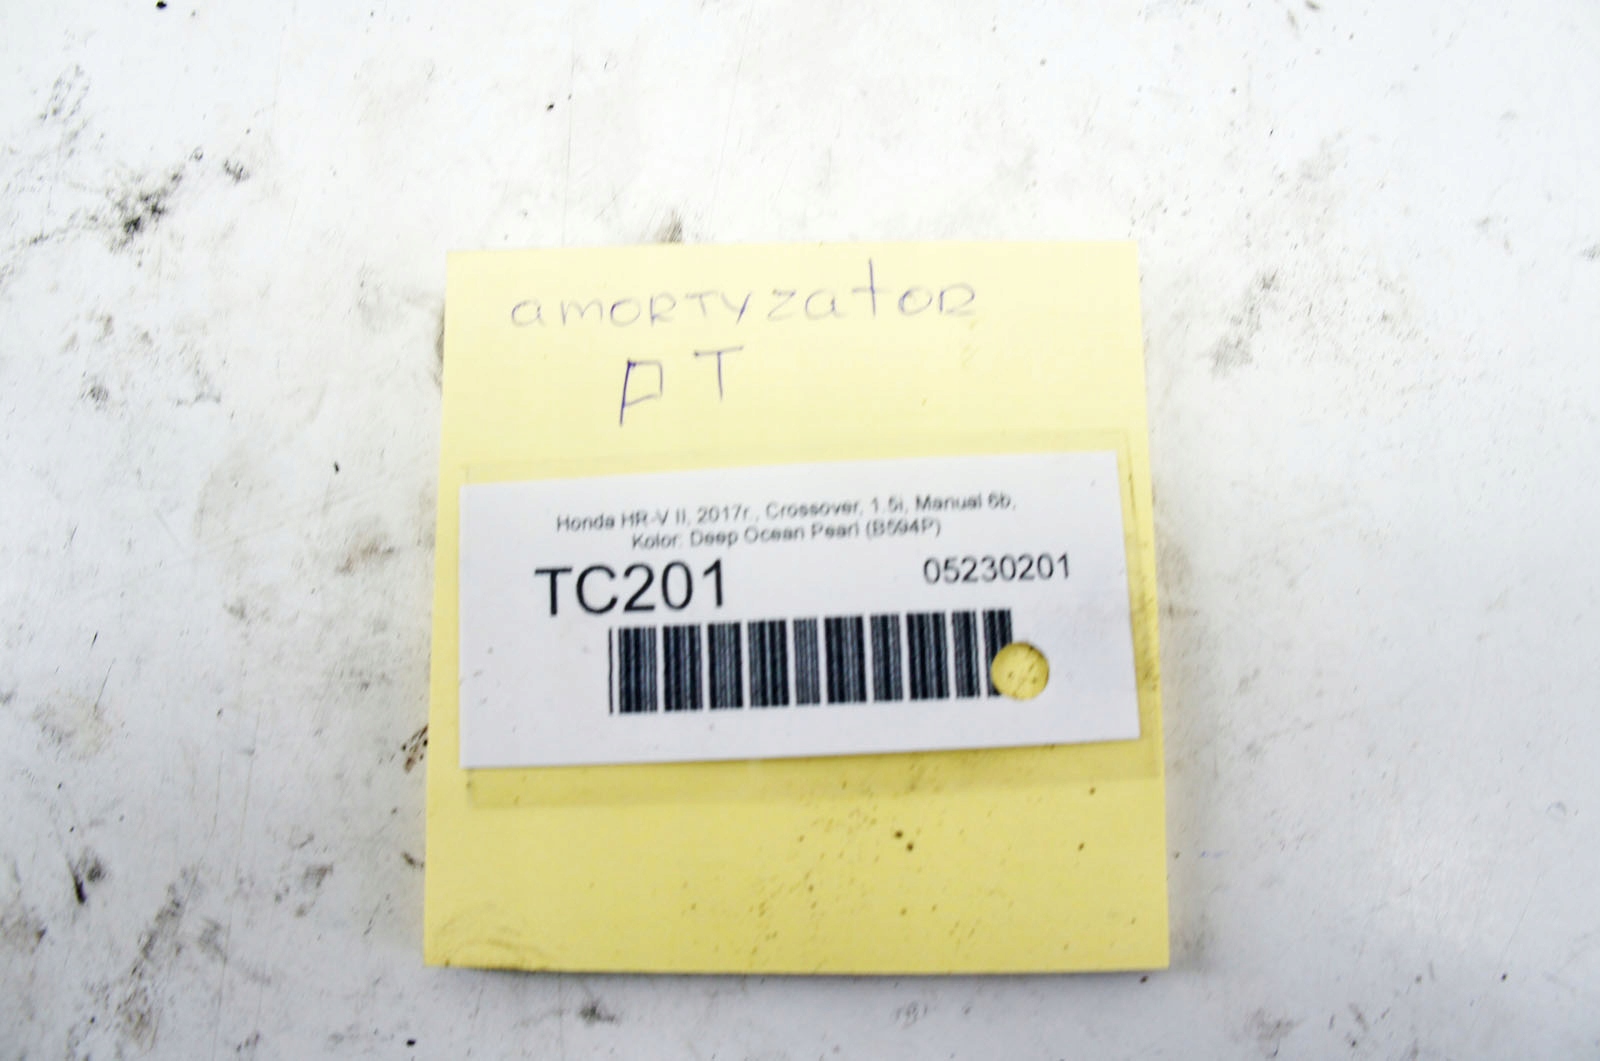 amortyzator
PT
Honda HR-V II, 2017r., Crossover, 1.5i, Manual 6b,
Kolor: Deep Ocean Pearl (B594P)
TC201
05230201